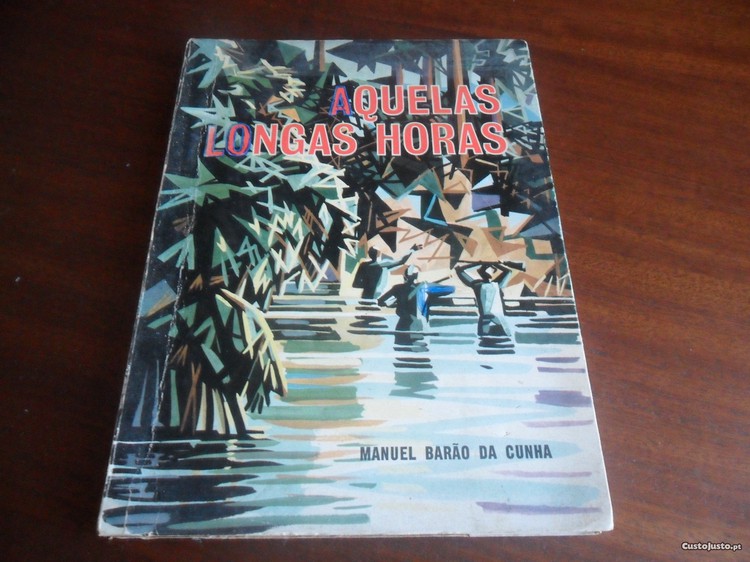 AQUELAS
LONGAS HORAS
MANUEL BARÃO DA CUNHA
CustoJusto.pt